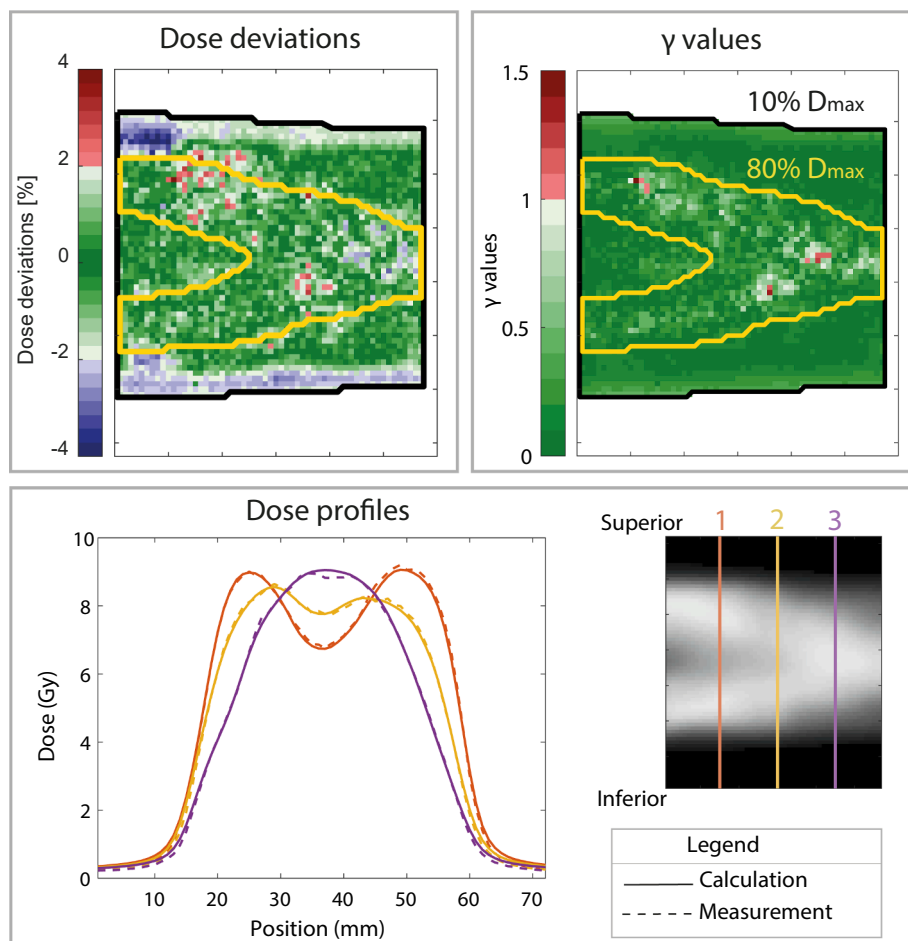 Dose deviations
4
2
0
-2
-4
Dose deviations [%]
γ values
1.5
1
0.5
0
γ values
10% Dmax
80% Dmax
Dose profiles
10
8
6
4
2
0
Dose (Gy)
10 20 30 40 50 60 70
Position (mm)
Superior 1 2 3
Inferior
Legend
Calculation
Measurement